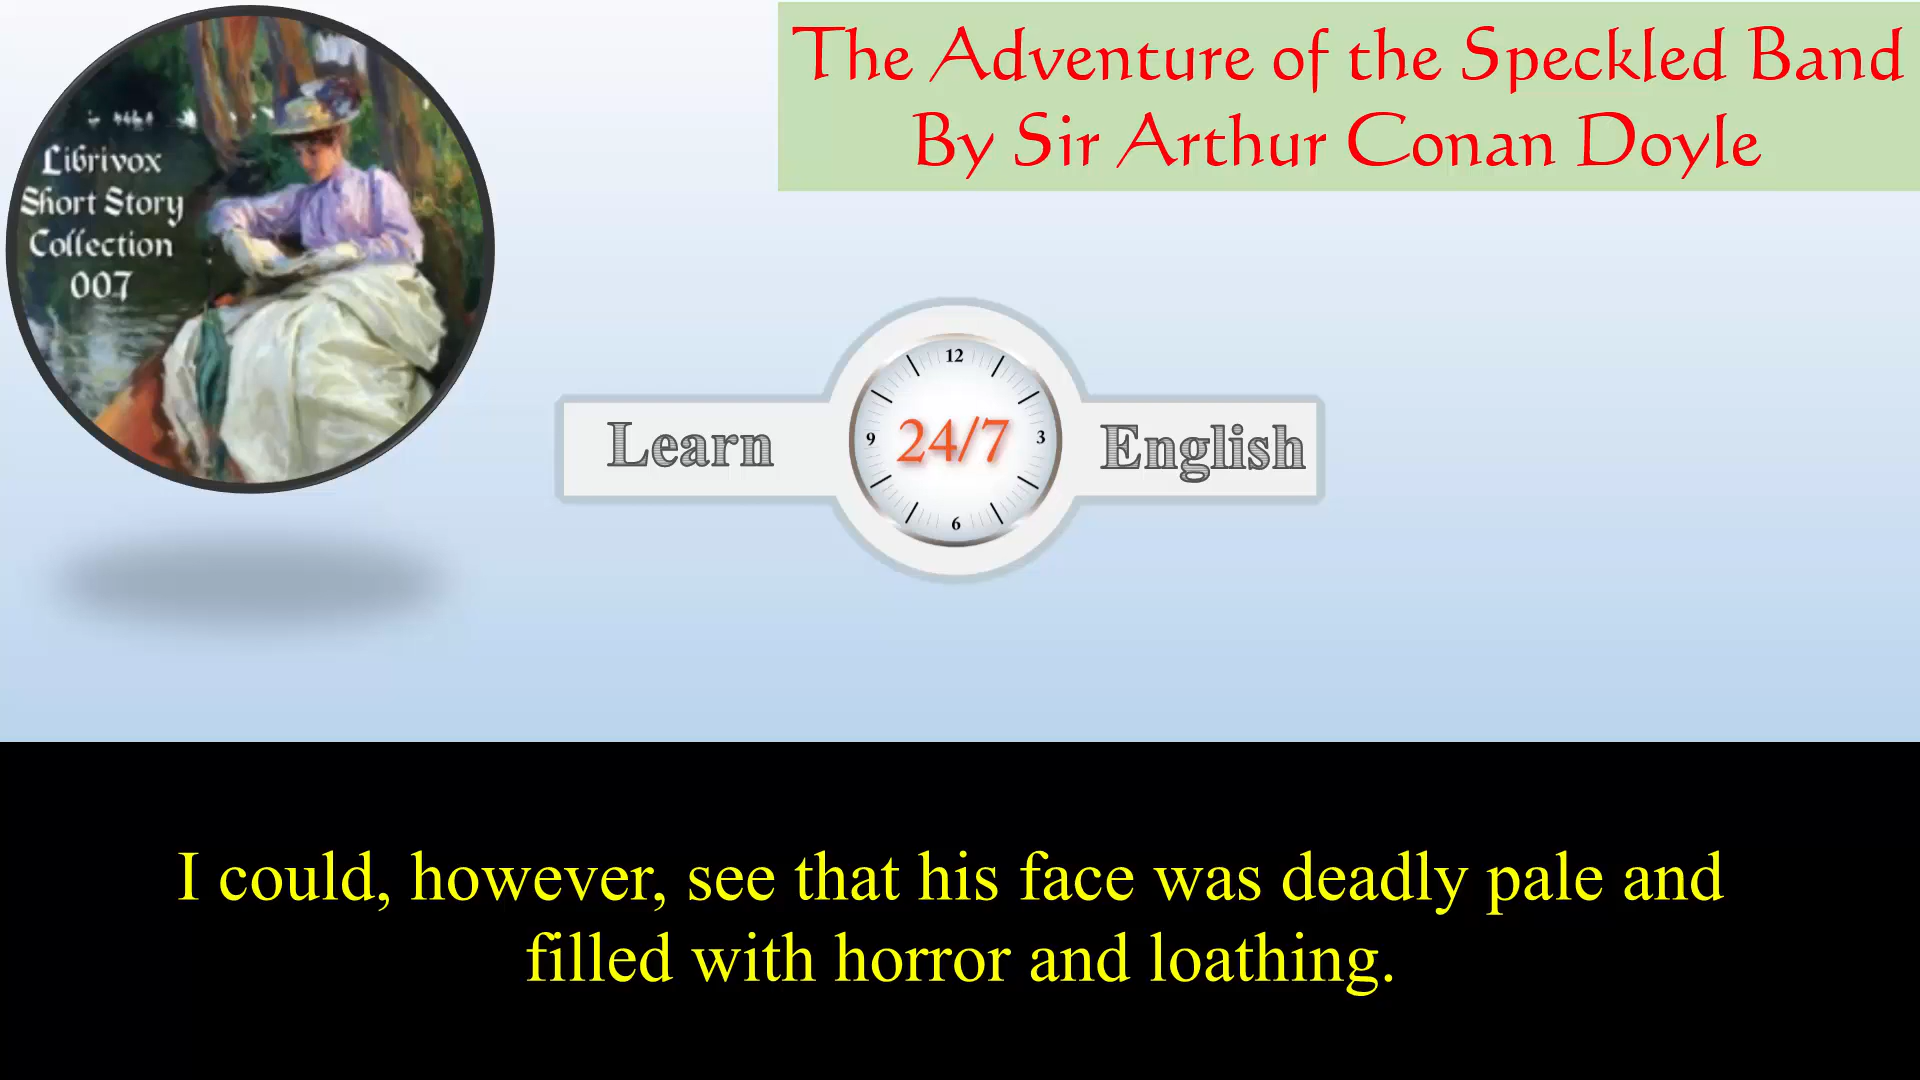 The Adventure of the Speckled Band
By Sir Arthur Conan Doyle
Librivox
Short Story
Collection
007
12
3
6
9
Learn 24/7 English
I could, however, see that his face was deadly pale and
filled with horror and loathing.